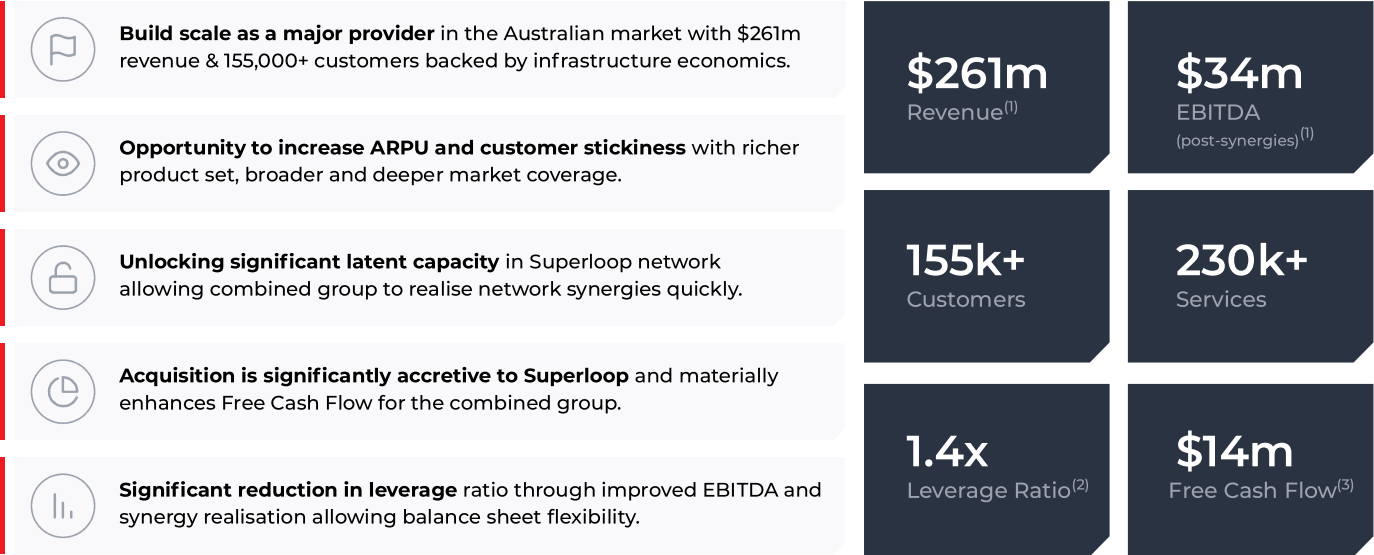 Build scale as a major provider in the Australian market with $261m
revenue & 155,000+ customers backed by infrastructure economics.
Opportunity to increase ARPU and customer stickiness with richer
product set, broader and deeper market coverage.
Unlocking significant latent capacity in Superloop network
allowing combined group to realise network synergies quickly.
Acquisition is significantly accretive to Superloop and materially
enhances Free Cash Flow for the combined group.
Significant reduction in leverage ratio through improved EBITDA and
synergy realisation allowing balance sheet flexibility.
$261m
Revenue(1)
$34m
EBITDA
(post-synergies)(1)
155k+
Customers
230k+
Services
1.4x
Leverage Ratio(2)
$14m
Free Cash Flow(3)